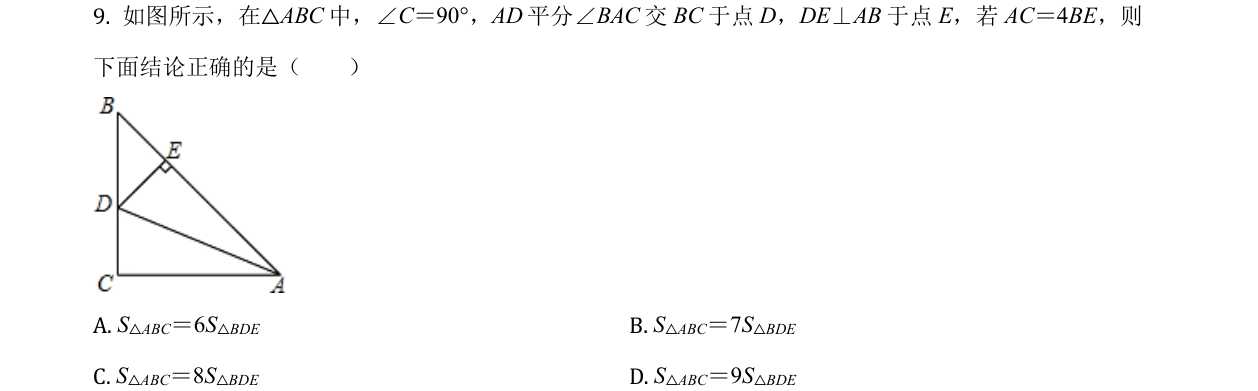 9. 如图所示，在△ABC中，∠C＝90°，AD平分∠BAC交BC于点D，DE⊥AB于点E，若AC＝4BE，则
下面结论正确的是（　　）
B
E
D
C
A
A. S△ABC＝6S△BDE
B. S△ABC＝7S△BDE
C. S△ABC＝8S△BDE
D. S△ABC＝9S△BDE